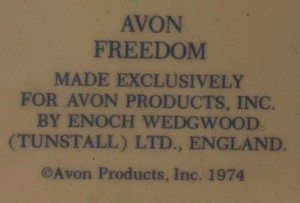 AVON
FREEDOM
MADE EXCLUSIVELY
FOR AVON PRODUCTS, INC.
BY ENOCH WEDGWOOD
(TUNSTALL) LTD., ENGLAND.
©Avon Products, Inc. 1974